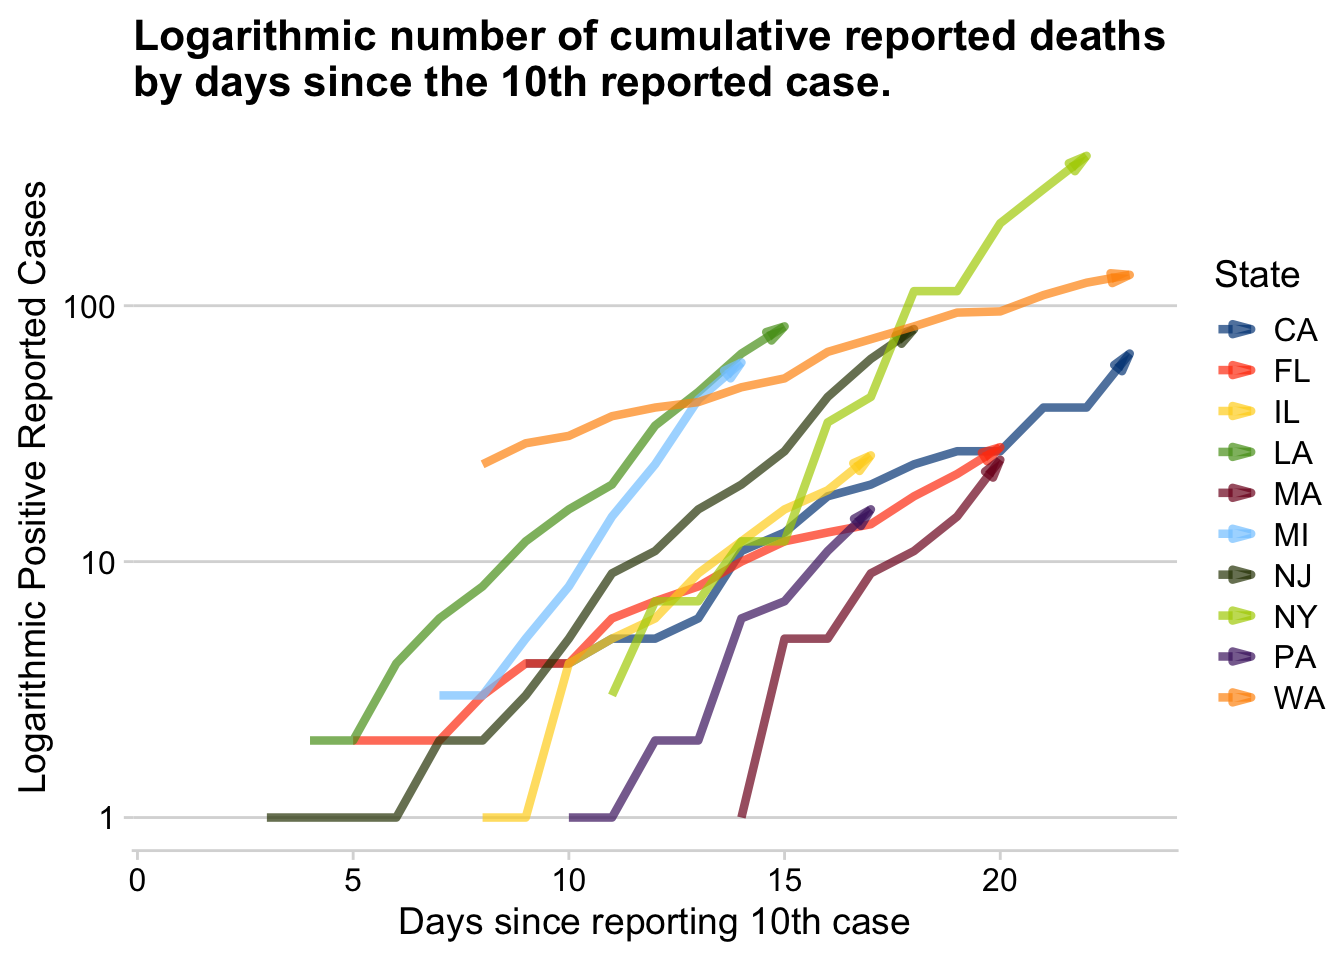 Logarithmic number of cumulative reported deaths
by days since the 10th reported case.
Logarithmic Positive Reported Cases
100
10
1
0 5 10 15 20
Days since reporting 10th case
State
CA
FL
IL
LA
MA
MI
NJ
NY
PA
WA